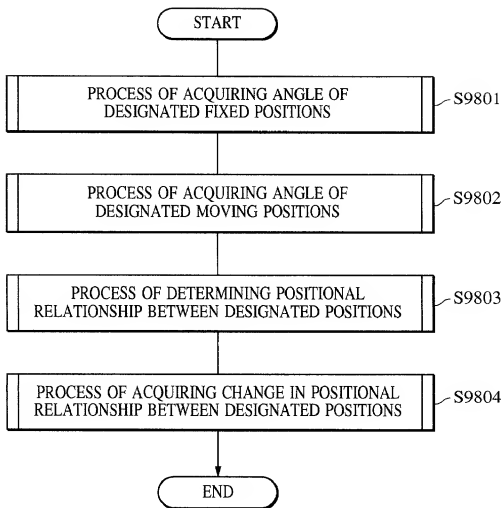 START
PROCESS OF ACQUIRING ANGLE OF
DESIGNATED FIXED POSITIONS
S9801
PROCESS OF ACQUIRING ANGLE OF
DESIGNATED MOVING POSITIONS
S9802
PROCESS OF DETERMINING POSITIONAL
RELATIONSHIP BETWEEN DESIGNATED POSITIONS
S9803
PROCESS OF ACQUIRING CHANGE IN POSITIONAL
RELATIONSHIP BETWEEN DESIGNATED POSITIONS
S9804
END